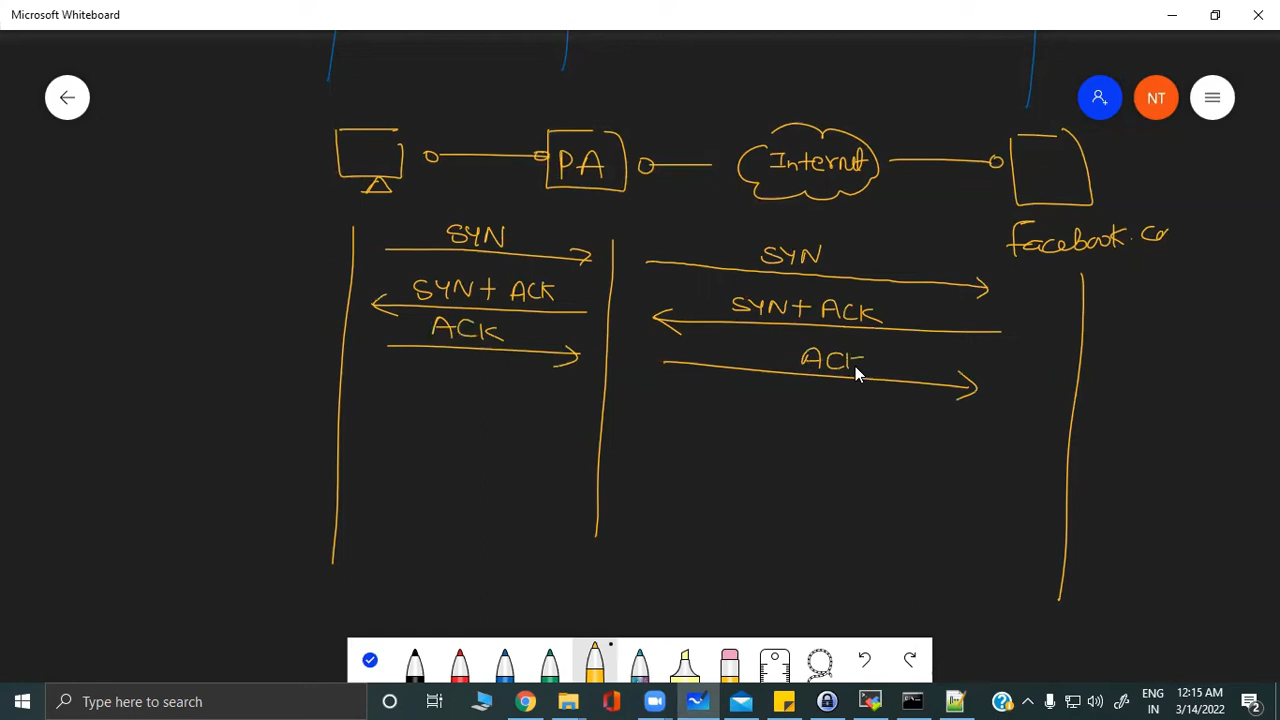 Microsoft Whiteboard
NT
PA
Internet
facebook.co
SYN
SYN
SYN+ ACK
SYN+ ACK
ACK
ACK
Type here to search
ENG
IN
12:15 AM
3/14/2022
2